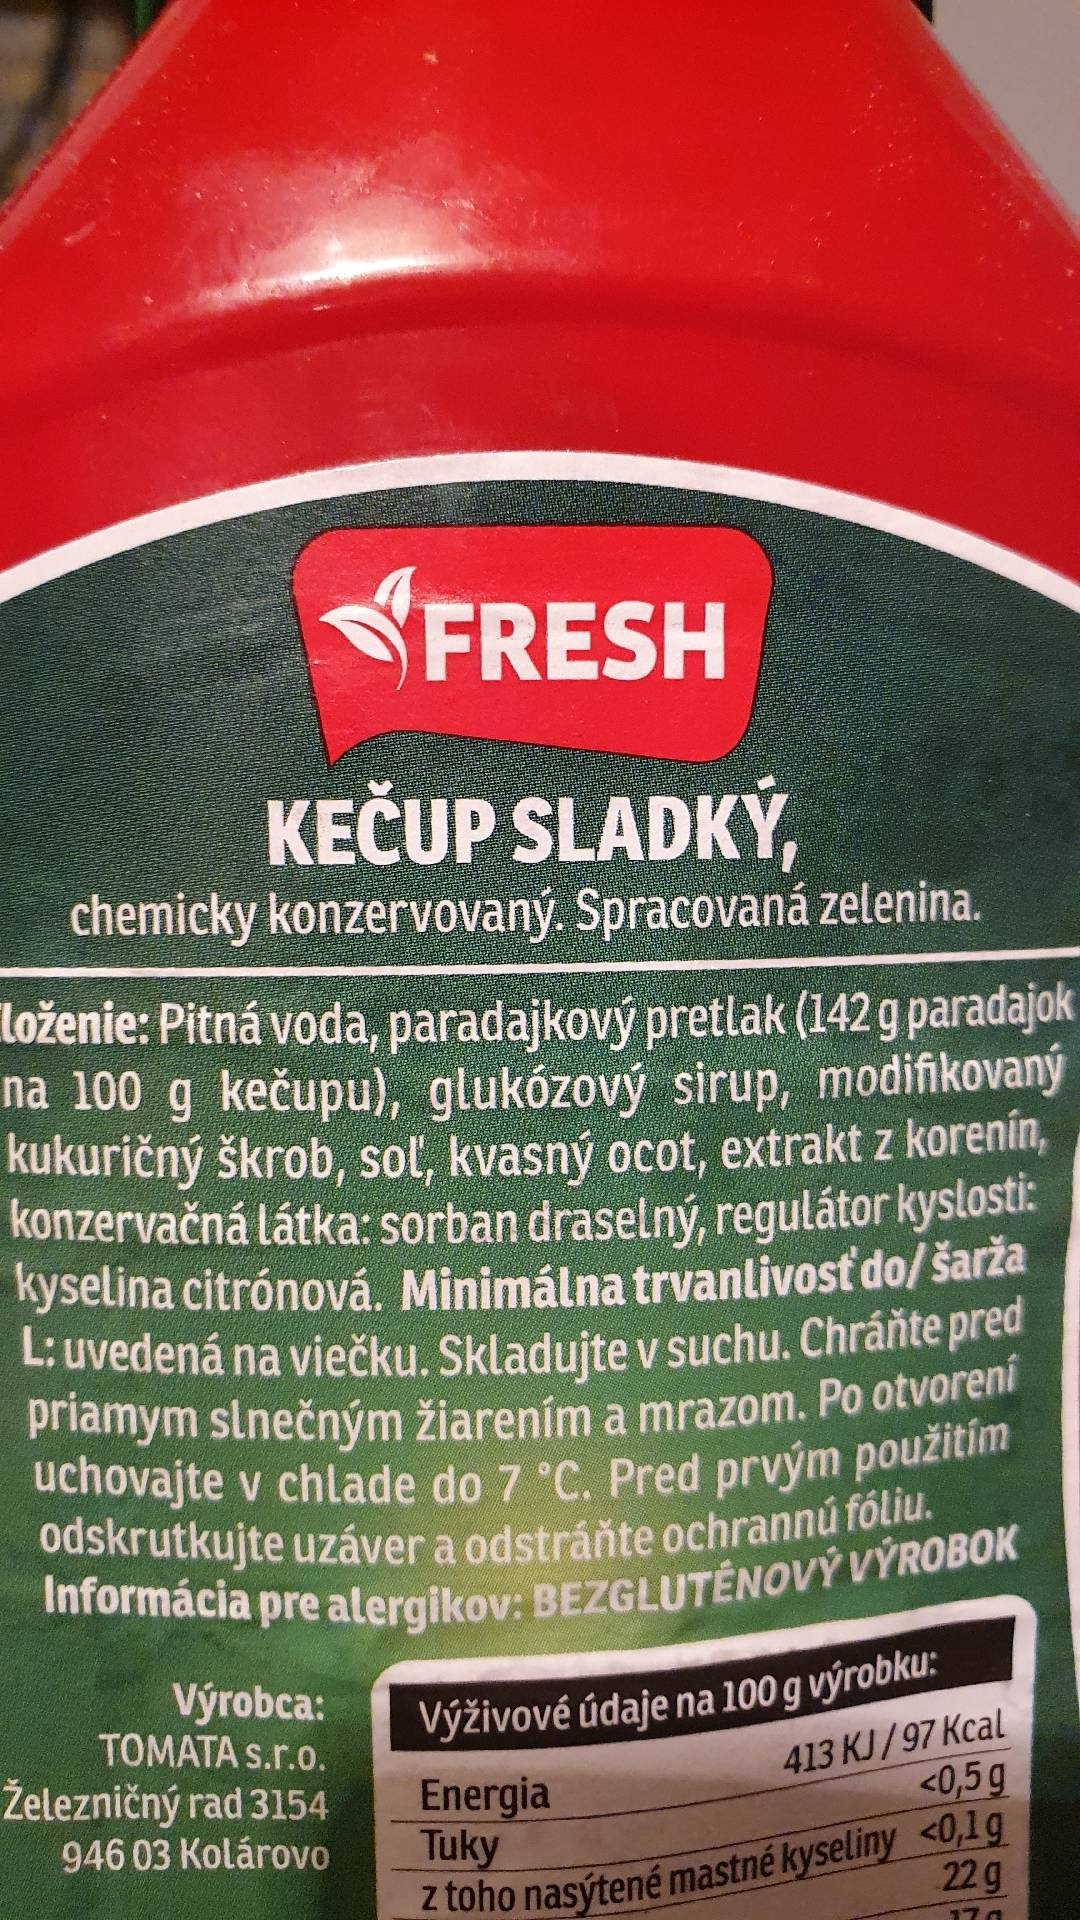 FRESH
KEČUP SLADKÝ,
chemicky konzervovaný. Spracovaná zelenina.
loženie: Pitná voda, paradajkový pretlak (142 g paradajok
na 100 g kečupu), glukózový sirup, modifikovaný
kukuričný škrob, soľ, kvasný ocot, extrakt z korenín,
konzervačná látka: sorban draselný, regulátor kyslosti:
kyselina citrónová. Minimálna trvanlivosť do/ šarža
L: uvedená na viečku. Skladujte v suchu. Chráňte pred
priamym slnečným žiarením a mrazom. Po otvorení
uchovajte v chlade do 7 °C. Pred prvým použitím
odskrutkujte uzáver a odstráňte ochrannú fóliu.
Informácia pre alergikov: BEZGLUTÉNOVÝ VÝROBOK
Výrobca:
TOMATA s.r.o.
Železničný rad 3154
946 03 Kolárovo
Výživové údaje na 100 g výrobku:
Energia 413 KJ / 97 Kcal
Tuky <0,5 g
z toho nasýtené mastné kyseliny <0,1 g
22 g